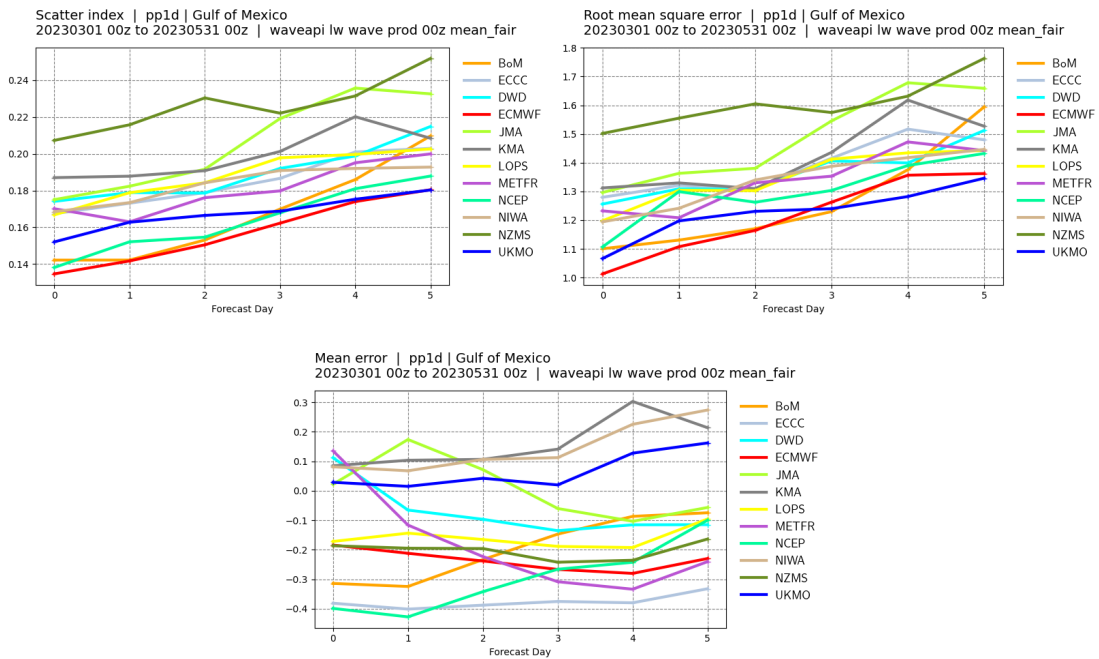 Scatter index | pp1d | Gulf of Mexico
20230301 00z to 20230531 00z | waveapi lw wave prod 00z mean_fair
0.24
0.22
0.20
0.18
0.16
0.14
0 1 2 3 4 5
Forecast Day
BoM
ECCC
DWD
ECMWF
JMA
KMA
LOPS
METFR
NCEP
NIWA
NZMS
UKMO
Root mean square error | pp1d | Gulf of Mexico
20230301 00z to 20230531 00z | waveapi lw wave prod 00z mean_fair
1.8
1.7
1.6
1.5
1.4
1.3
1.2
1.1
1.0
0 1 2 3 4 5
Forecast Day
BoM
ECCC
DWD
ECMWF
JMA
KMA
LOPS
METFR
NCEP
NIWA
NZMS
UKMO
Mean error | pp1d | Gulf of Mexico
20230301 00z to 20230531 00z | waveapi lw wave prod 00z mean_fair
0.3
0.2
0.1
0.0
−0.1
−0.2
−0.3
−0.4
0 1 2 3 4 5
Forecast Day
BoM
ECCC
DWD
ECMWF
JMA
KMA
LOPS
METFR
NCEP
NIWA
NZMS
UKMO